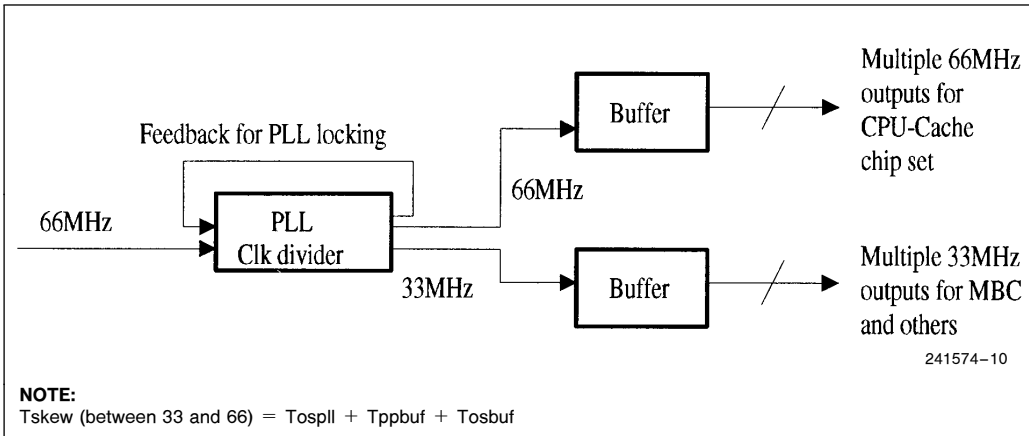 Feedback for PLL locking
66MHz
PLL
Clk divider
66MHz
33MHz
Buffer
Multiple 66MHz
outputs for
CPU-Cache
chip set
Buffer
Multiple 33MHz
outputs for MBC
and others
241574–10
NOTE:
Tskew (between 33 and 66) = Tospll + Tppbuf + Tosbuf